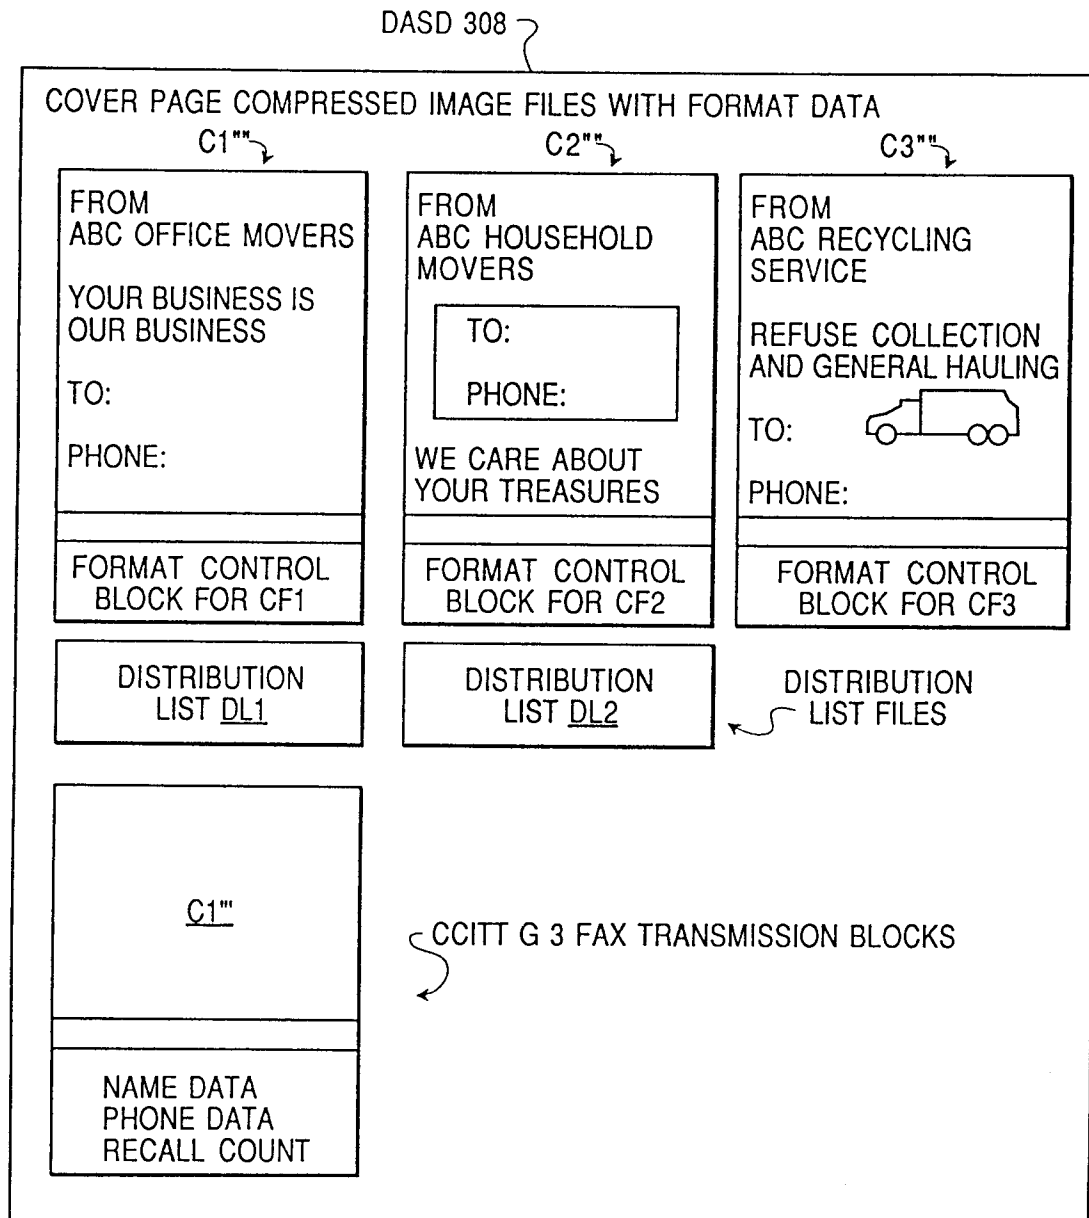 DASD 308
COVER PAGE COMPRESSED IMAGE FILES WITH FORMAT DATA
C1""
C2""
C3""
FROM
ABC OFFICE MOVERS
YOUR BUSINESS IS
OUR BUSINESS
TO:
PHONE:
FORMAT CONTROL
BLOCK FOR CF1
FROM
ABC HOUSEHOLD
MOVERS
TO:
PHONE:
WE CARE ABOUT
YOUR TREASURES
FORMAT CONTROL
BLOCK FOR CF2
FROM
ABC RECYCLING
SERVICE
REFUSE COLLECTION
AND GENERAL HAULING
TO:
PHONE:
FORMAT CONTROL
BLOCK FOR CF3
DISTRIBUTION
LIST DL1
DISTRIBUTION
LIST DL2
DISTRIBUTION
LIST FILES
C1"'
CCITT G 3 FAX TRANSMISSION BLOCKS
NAME DATA
PHONE DATA
RECALL COUNT